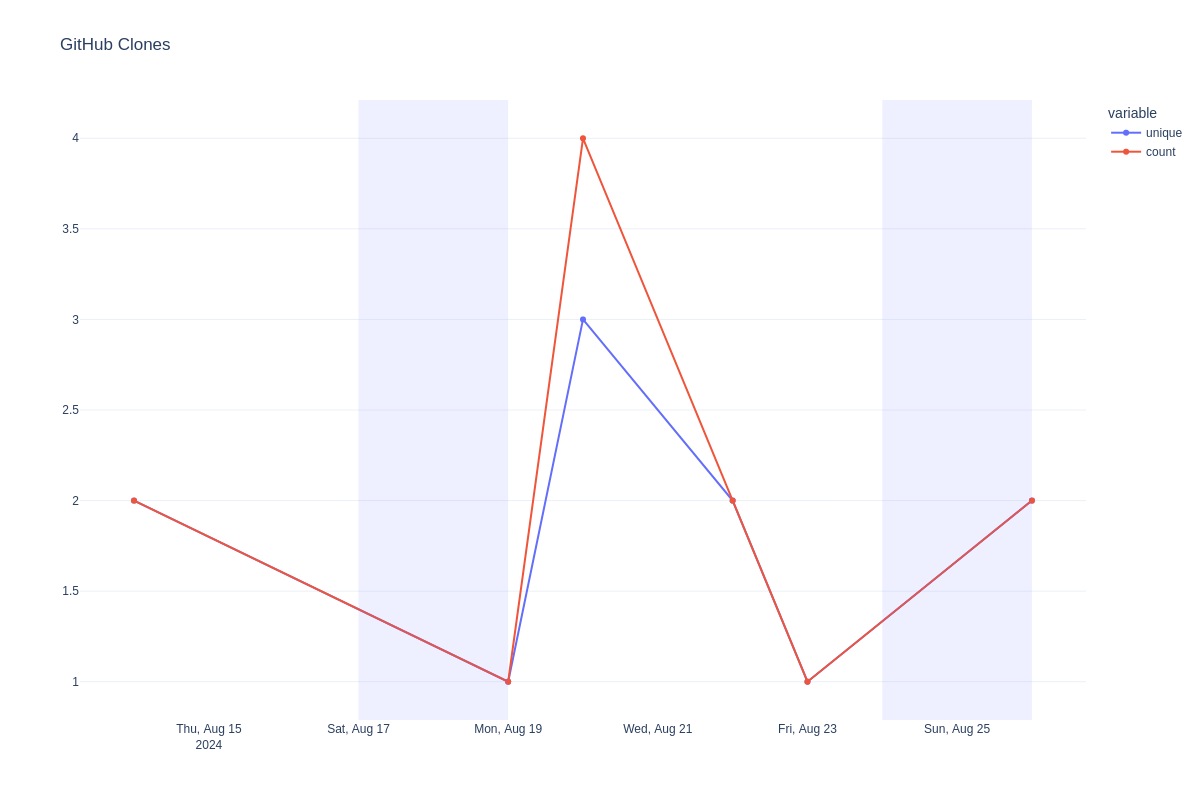 GitHub Clones
variable
unique
count
4
3.5
3
2.5
2
1.5
1
Thu, Aug 15
2024
Sat, Aug 17
Mon, Aug 19
Wed, Aug 21
Fri, Aug 23
Sun, Aug 25